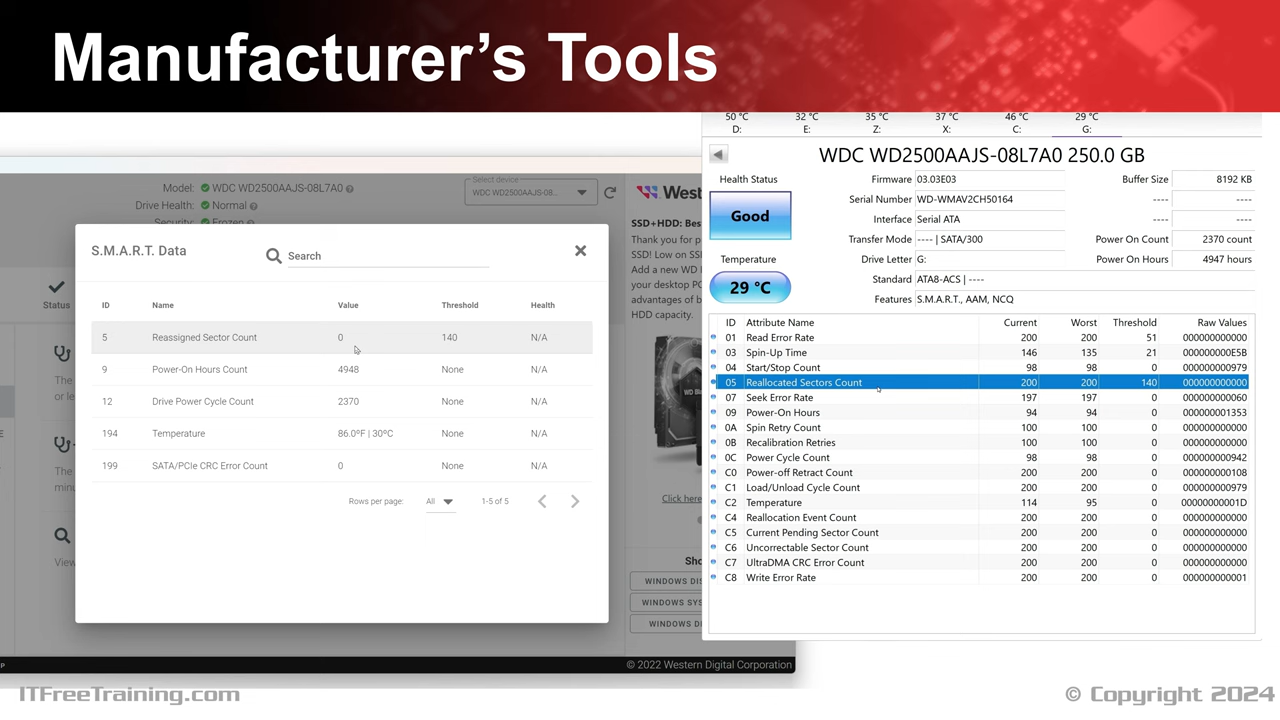 Manufacturer's Tools
Model: WDC WD2500AAJS-08L7A0
Drive Health: Normal
Security: Frozen
Select device
WDC WD2500AAJS-08...
Status
S.M.A.R.T. Data
Search
ID Name Value Threshold Health
5 Reassigned Sector Count 0 140 N/A
9 Power-On Hours Count 4948 None N/A
12 Drive Power Cycle Count 2370 None N/A
194 Temperature 86.0ºF | 30ºC None N/A
199 SATA/PCIe CRC Error Count 0 None N/A
Rows per page: All 1-5 of 5
The
or le
The
minu
View
West
SSD+HDD: Bes
Thank you for p
SSD! Low on SS
Add a new WD
your desktop PC
advantages of b
HDD capacity.
Click here
Sho
WINDOWS DIS
WINDOWS SYS
WINDOWS DI
© 2022 Western Digital Corporation
50 °C 32 °C 35 °C 37 °C 46 °C 29 °C
D: E: Z: X: C: G:
WDC WD2500AAJS-08L7A0 250.0 GB
Health Status
Good
Temperature
29 °C
Firmware 03.03E03 Buffer Size 8192 KB
Serial Number WD-WMAV2CH50164 ---- ----
Interface Serial ATA ---- ----
Transfer Mode ---- | SATA/300 Power On Count 2370 count
Drive Letter G: Power On Hours 4947 hours
Standard ATA8-ACS | ----
Features S.M.A.R.T., AAM, NCQ
ID Attribute Name Current Worst Threshold Raw Values
01 Read Error Rate 200 200 51 000000000000
03 Spin-Up Time 146 135 21 000000000E5B
04 Start/Stop Count 98 98 0 000000000979
05 Reallocated Sectors Count 200 200 140 000000000000
07 Seek Error Rate 197 197 0 000000000060
09 Power-On Hours 94 94 0 000000001353
0A Spin Retry Count 100 100 0 000000000000
0B Recalibration Retries 100 100 0 000000000000
0C Power Cycle Count 98 98 0 000000000942
C0 Power-off Retract Count 200 200 0 000000000108
C1 Load/Unload Cycle Count 200 200 0 000000000979
C2 Temperature 114 95 0 00000000001D
C4 Reallocation Event Count 200 200 0 000000000000
C5 Current Pending Sector Count 200 200 0 000000000000
C6 Uncorrectable Sector Count 200 200 0 000000000000
C7 UltraDMA CRC Error Count 200 200 0 000000000000
C8 Write Error Rate 200 200 0 000000000001
ITFreeTraining.com
© Copyright 2024